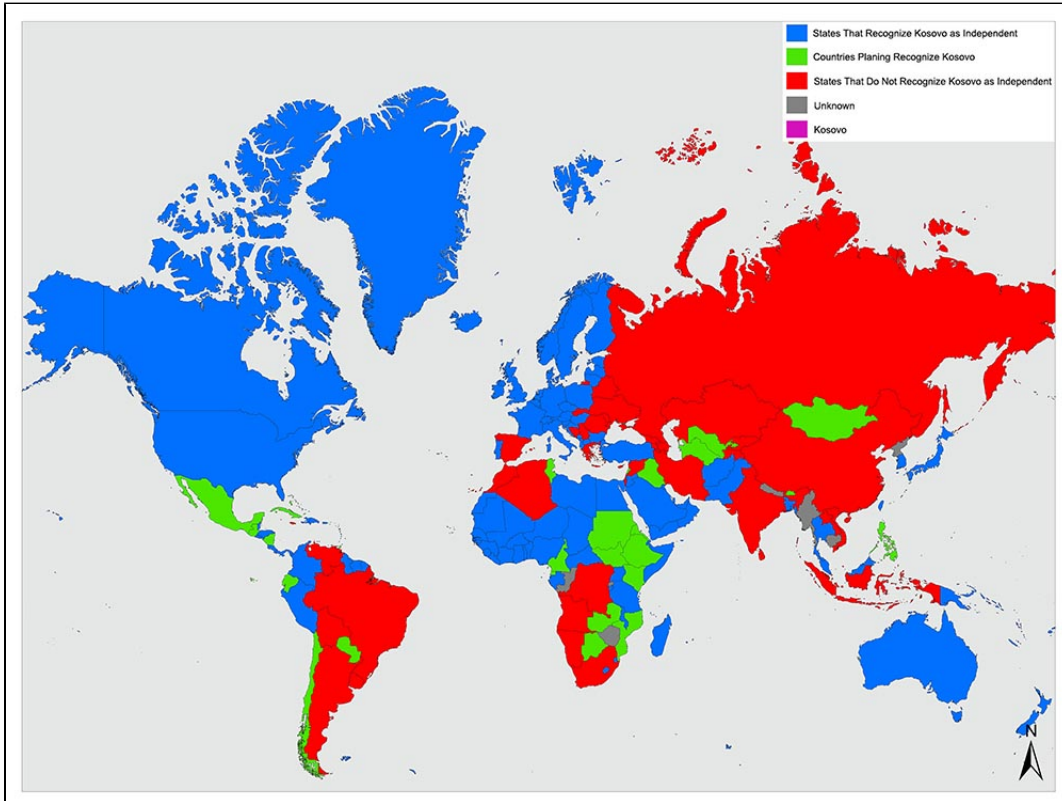 States That Recognize Kosovo as Independent
Countries Planing Recognize Kosovo
States That Do Not Recognize Kosovo as Independent
Unknown
Kosovo
N